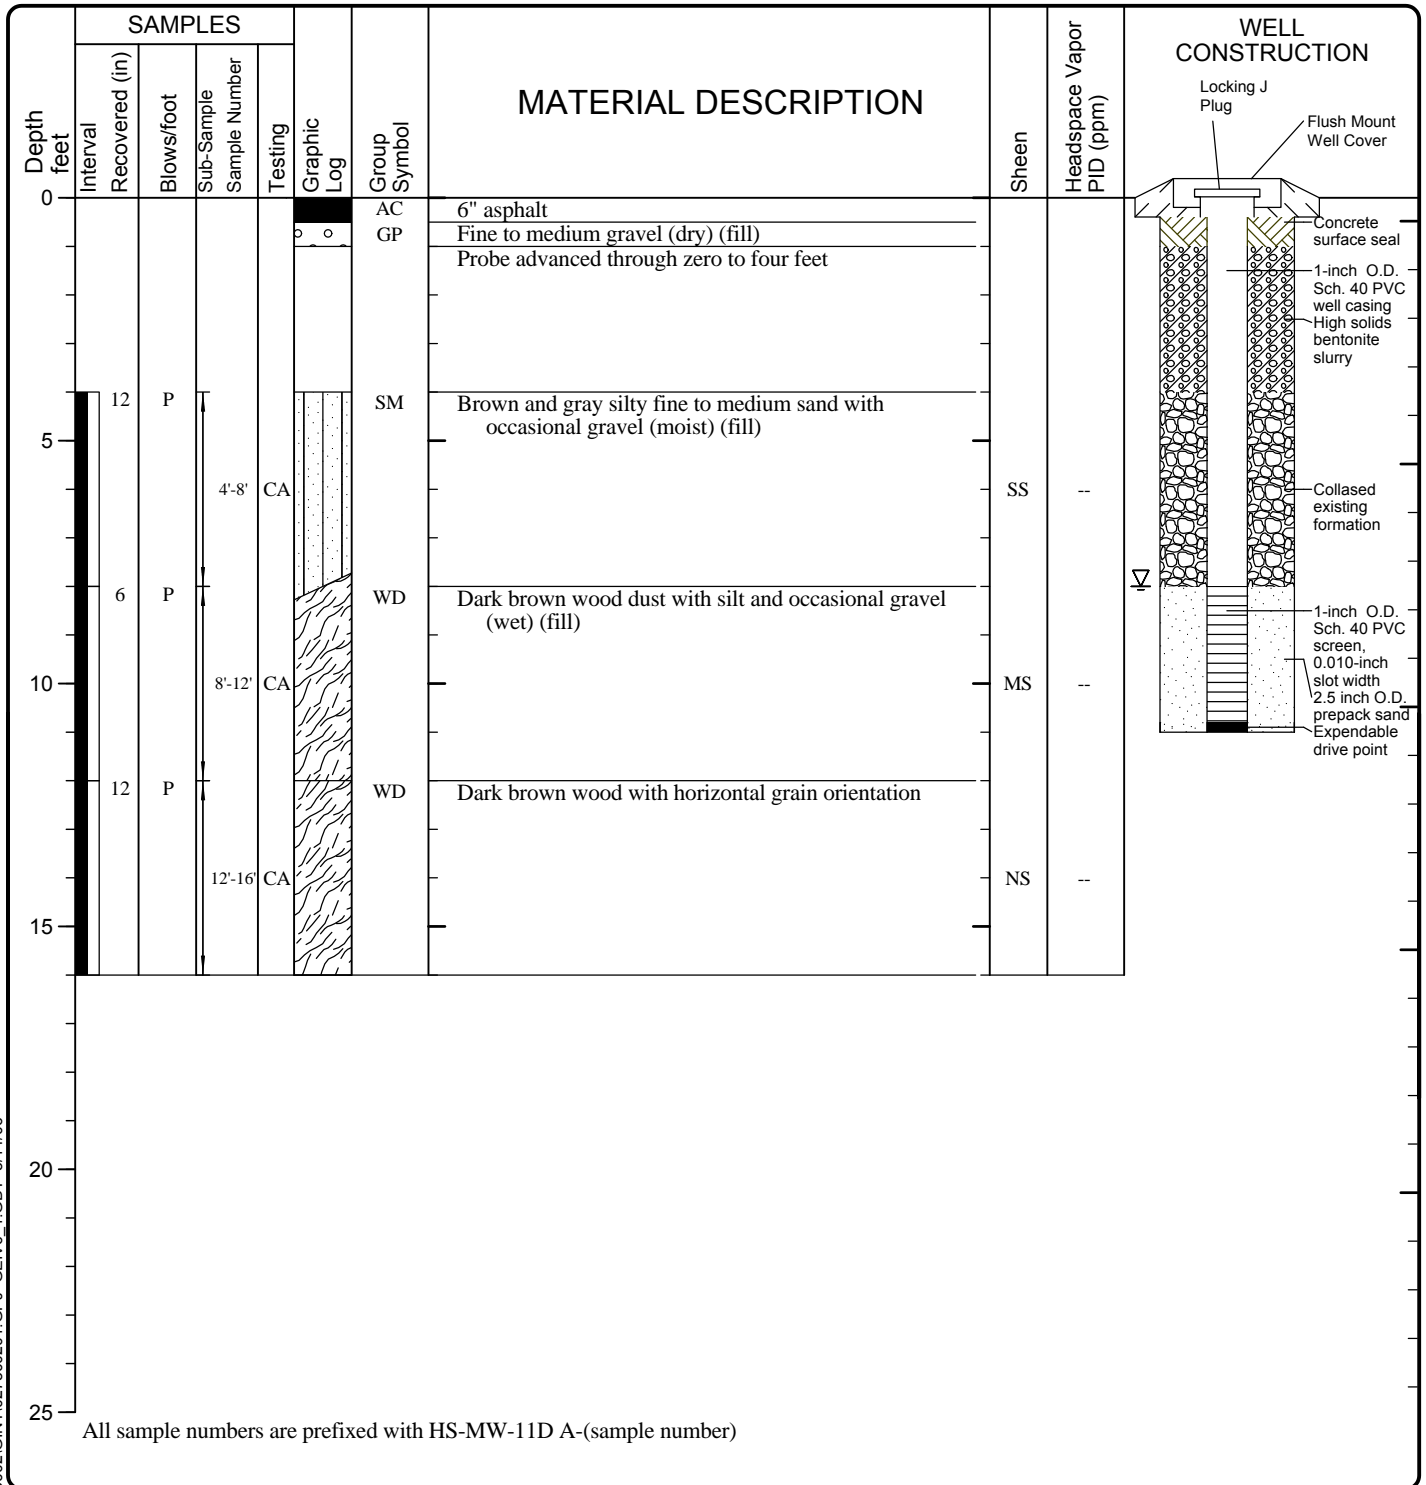 SAMPLES
Depth feet
Interval
Recovered (in)
Blows/foot
Sub-Sample
Sample Number
Testing
Graphic Log
Group Symbol
MATERIAL DESCRIPTION
Sheen
Headspace Vapor PID (ppm)
WELL
CONSTRUCTION
Locking J
Plug
Flush Mount
Well Cover
0
AC
6" asphalt
GP
Fine to medium gravel (dry) (fill)
Probe advanced through zero to four feet
Concrete
surface seal
1-inch O.D.
Sch. 40 PVC
well casing
High solids
bentonite
slurry
12 P
SM
Brown and gray silty fine to medium sand with
occasional gravel (moist) (fill)
5
4'-8' CA
SS
--
Collased
existing
formation
6 P
WD
Dark brown wood dust with silt and occasional gravel
(wet) (fill)
1-inch O.D.
Sch. 40 PVC
screen,
0.010-inch
slot width
2.5 inch O.D.
prepack sand
Expendable
drive point
10
8'-12' CA
MS
--
12 P
WD
Dark brown wood with horizontal grain orientation
12'-16' CA
NS
--
15
20
25
All sample numbers are prefixed with HS-MW-11D A-(sample number)